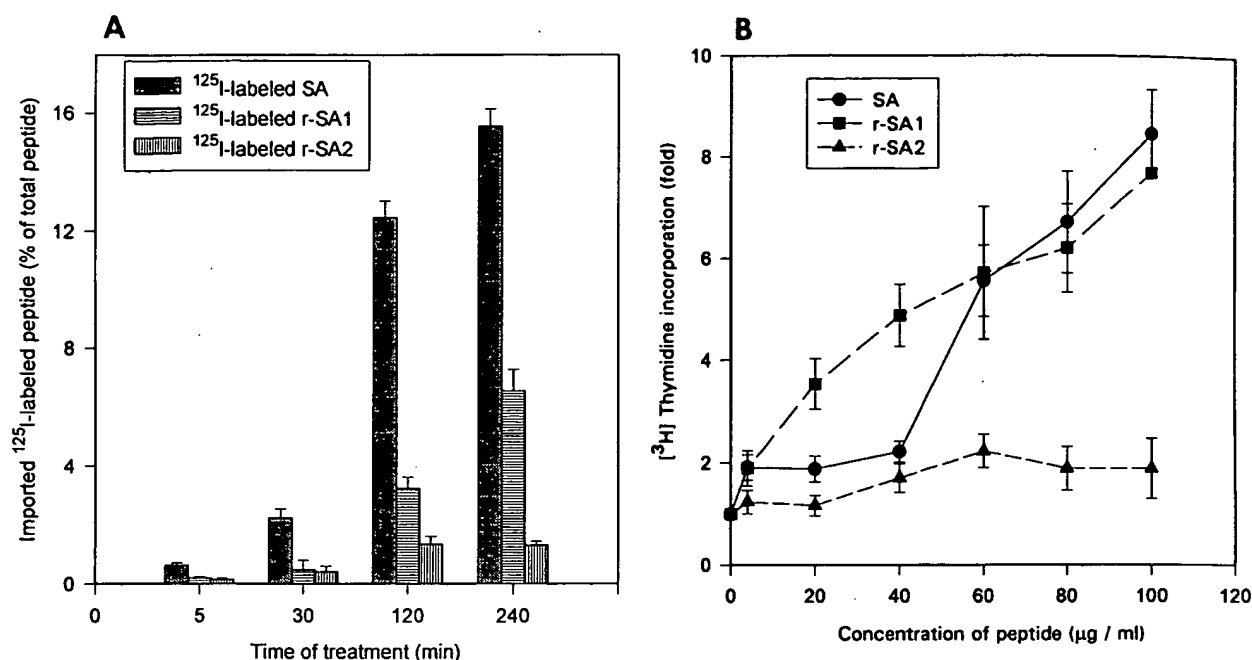 A
Imported ¹²⁵I-labeled peptide (% of total peptide)
16
12
8
4
0
¹²⁵I-labeled SA
¹²⁵I-labeled r-SA1
¹²⁵I-labeled r-SA2
0 5 30 120 240
Time of treatment (min)
B
[³H] Thymidine incorporation (fold)
10
8
6
4
2
0
SA
r-SA1
r-SA2
0 20 40 60 80 100 120
Concentration of peptide (μg / ml)